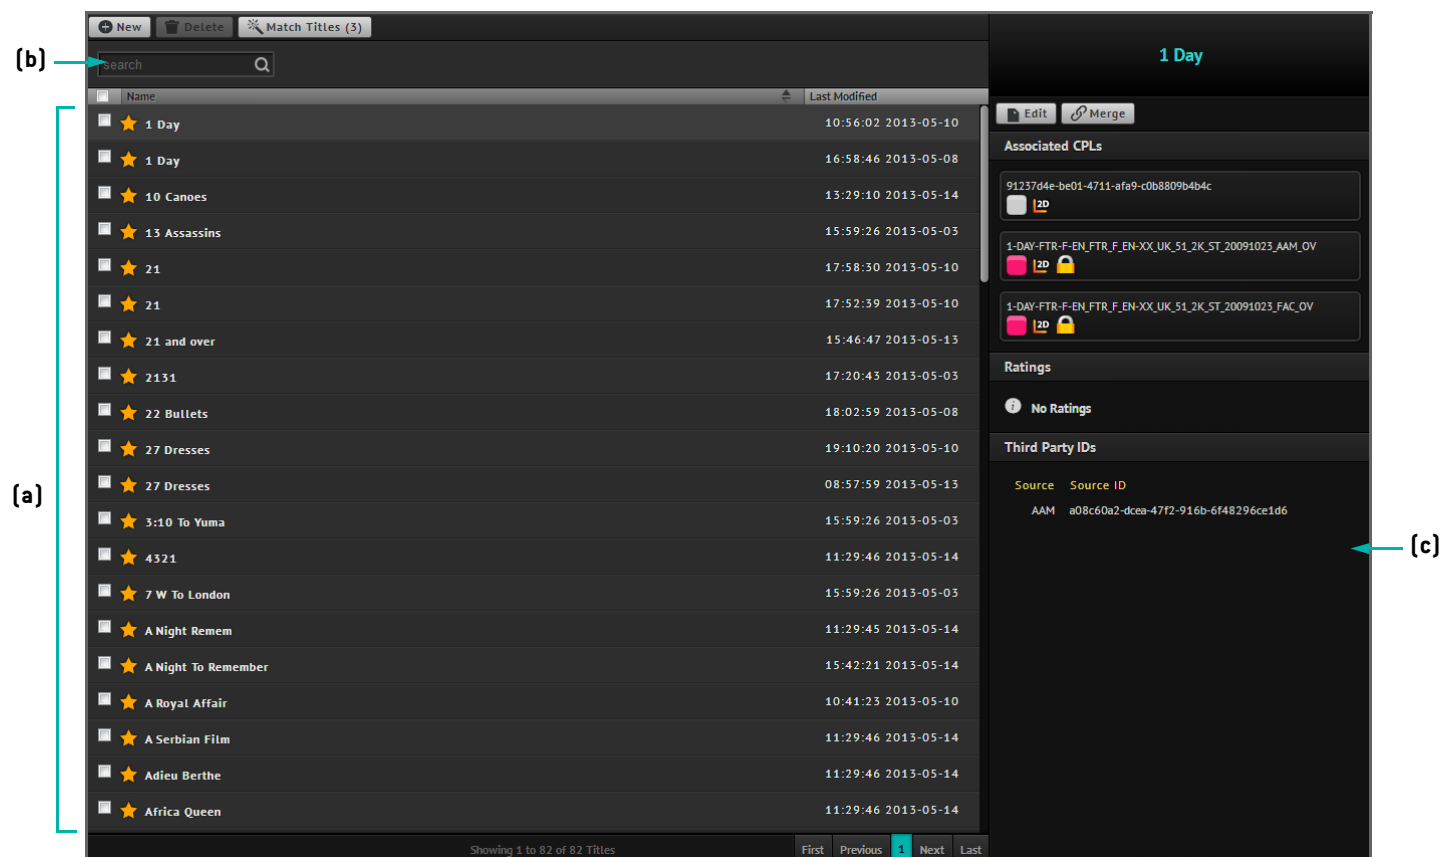 New Delete Match Titles (3)
(b)
search
1 Day
Name Last Modified
1 Day 10:56:02 2013-05-10
1 Day 16:58:46 2013-05-08
10 Canoes 13:29:10 2013-05-14
13 Assassins 15:59:26 2013-05-03
21 17:58:30 2013-05-10
21 17:52:39 2013-05-10
21 and over 15:46:47 2013-05-13
2131 17:20:43 2013-05-03
22 Bullets 18:02:59 2013-05-08
27 Dresses 19:10:20 2013-05-10
27 Dresses 08:57:59 2013-05-13
(a)
3:10 To Yuma 15:59:26 2013-05-03
4321 11:29:46 2013-05-14
7 W To London 15:59:26 2013-05-03
A Night Remem 11:29:45 2013-05-14
A Night To Remember 15:42:21 2013-05-14
A Royal Affair 10:41:23 2013-05-10
A Serbian Film 11:29:46 2013-05-14
Adieu Berthe 11:29:46 2013-05-14
Africa Queen 11:29:46 2013-05-14
Showing 1 to 82 of 82 Titles
First Previous 1 Next Last
Edit Merge
Associated CPLs
91237d4e-be01-4711-afa9-c0b8809b4b4c
2D
1-DAY-FTR-F-EN_FTR_F_EN-XX_UK_51_2K_ST_20091023_AAM_OV
2D
1-DAY-FTR-F-EN_FTR_F_EN-XX_UK_51_2K_ST_20091023_FAC_OV
2D
Ratings
No Ratings
Third Party IDs
Source Source ID
AAM a08c60a2-dcea-47f2-916b-6f48296ce1d6
(c)